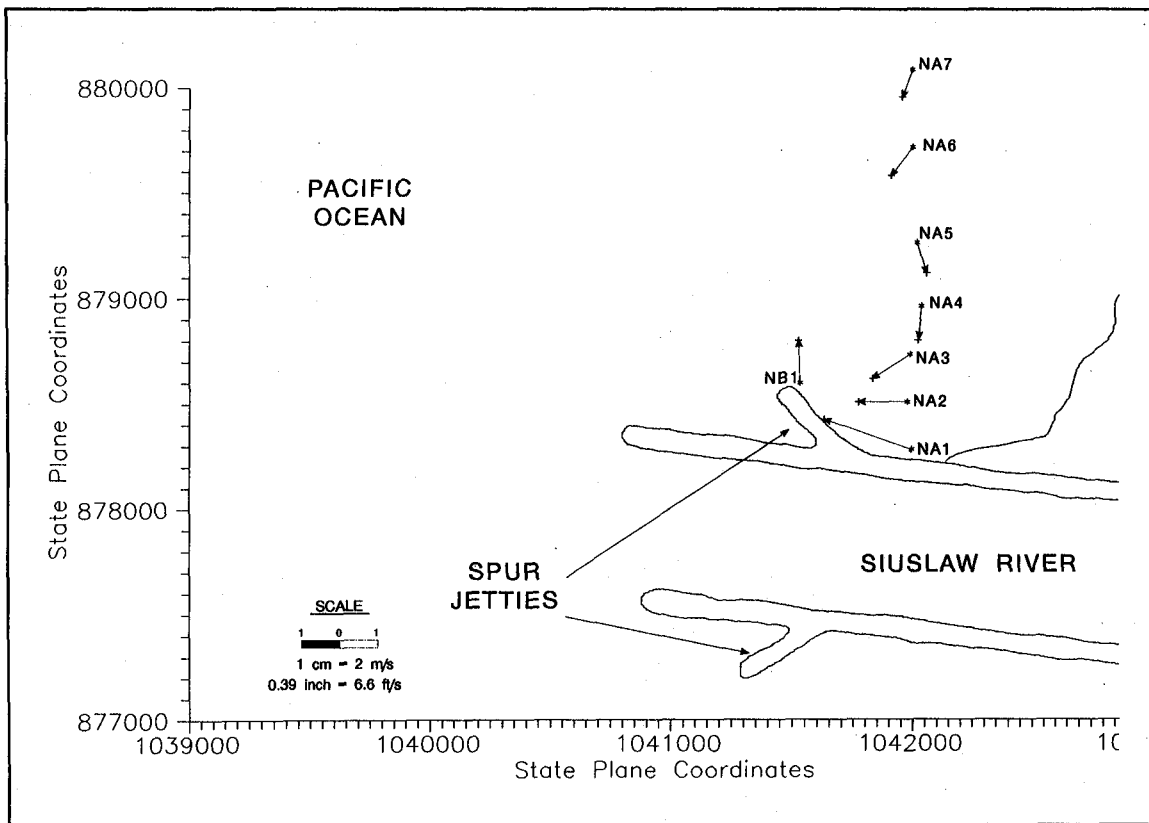 NA7
880000
NA6
PACIFIC
OCEAN
NA5
State Plane Coordinates
879000
NA4
NA3
NB1
NA2
NA1
878000
SPUR
JETTIES
SIUSLAW RIVER
SCALE
1 0 1
1 cm = 2 m/s
0.39 inch = 6.6 ft/s
877000
1039000 1040000 1041000 1042000 10
State Plane Coordinates